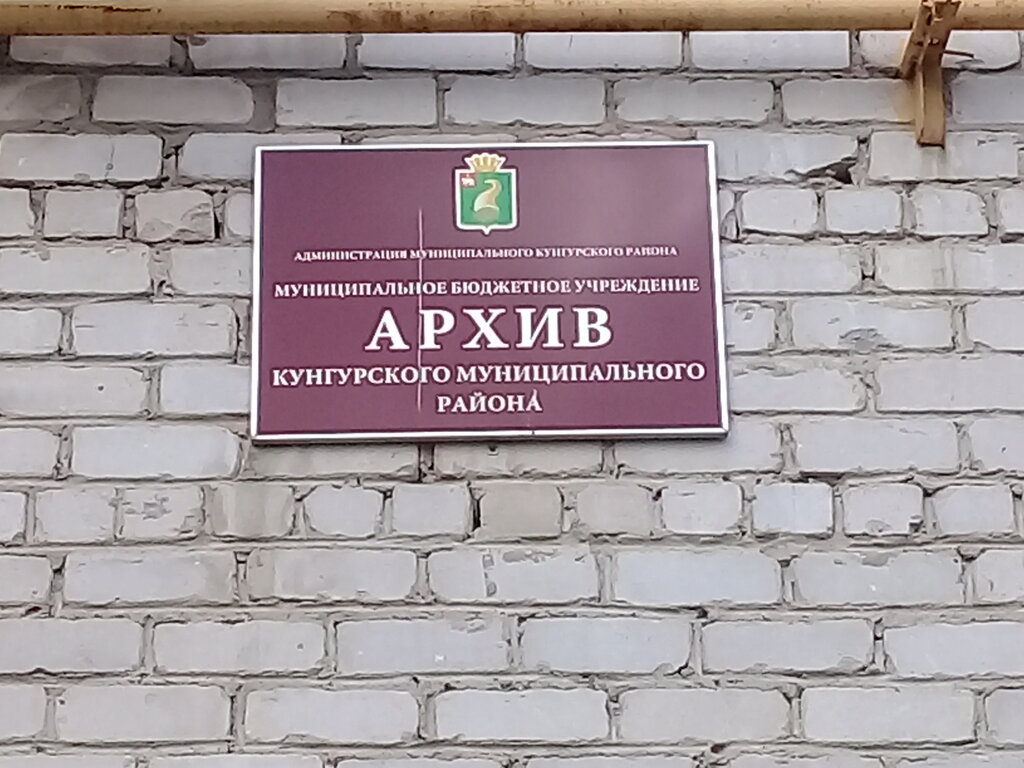 АДМИНИСТРАЦИЯ МУНИЦИПАЛЬНОГО КУНГУРСКОГО РАЙОНА
МУНИЦИПАЛЬНОЕ БЮДЖЕТНОЕ УЧРЕЖДЕНИЕ
АРХИВ
КУНГУРСКОГО МУНИЦИПАЛЬНОГО
РАЙОНА